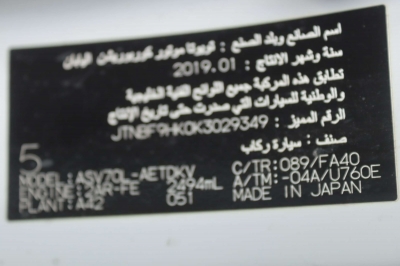 اسم الصانع وبلد الصنع : تويوتا موتور كوربوريشن اليابان
سنة وشهر الانتاج : 2019.01
تطابق هذه المركبة جميع اللوائح الفنية الخليجية
والوطنية للسيارات التي صدرت حتى تاريخ الإنتاج
الرقم المميز : JTNBF9HK0K3029349
صنف : سيارة ركاب
5
MODEL: ASV70L-AETDKV C/TR: 089/FA40
ENGINE: 2AR-FE 2494mL A/TM: -04A/U760E
PLANT: A42 051 MADE IN JAPAN